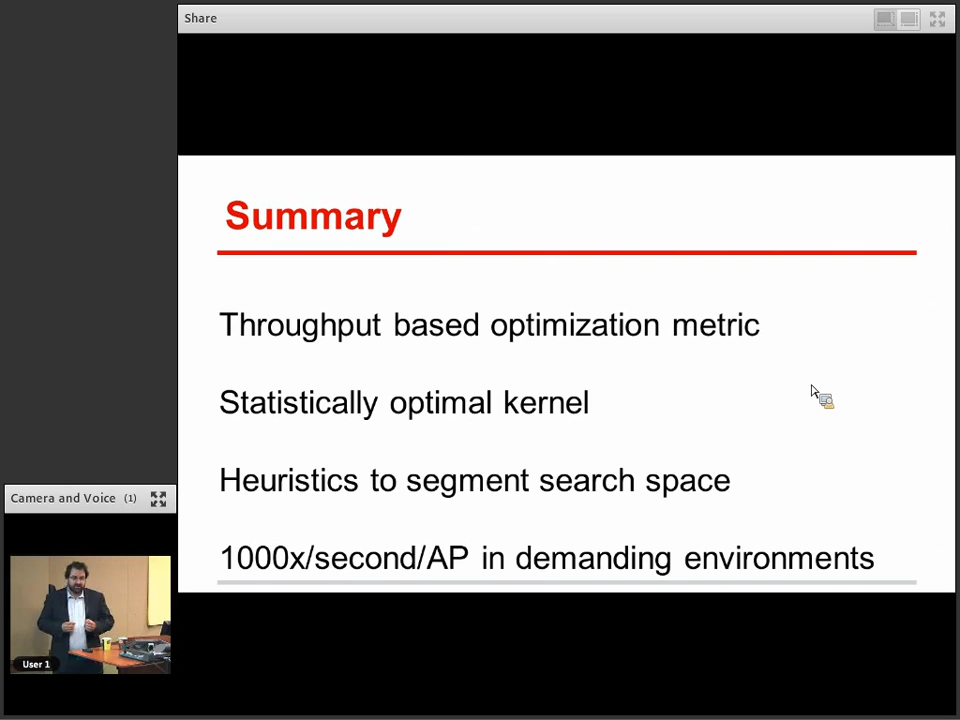 Share
Summary
Throughput based optimization metric
Statistically optimal kernel
Heuristics to segment search space
1000x/second/AP in demanding environments
Camera and Voice (1)
User 1